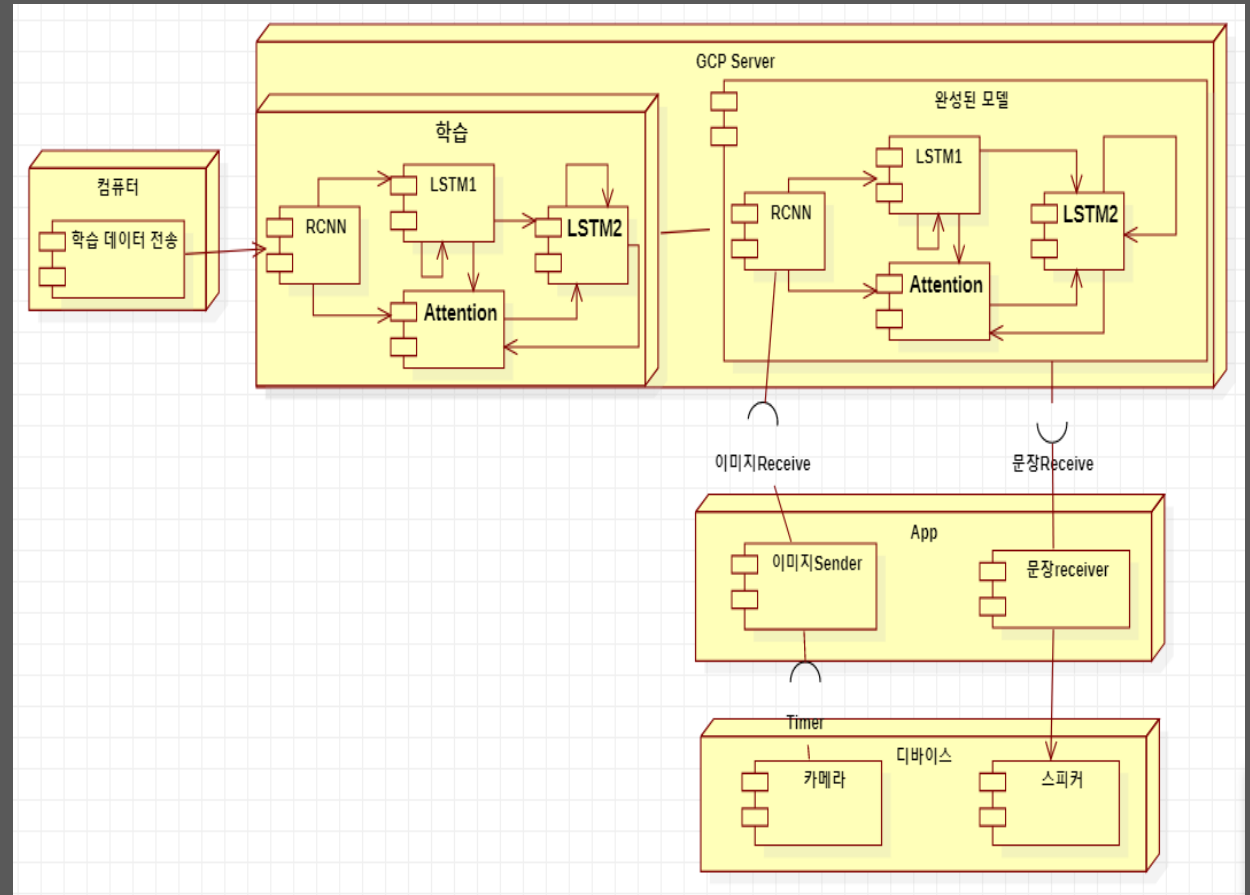 GCP Server
학습
완성된 모델
컴퓨터
학습 데이터 전송
RCNN
LSTM1
LSTM2
Attention
RCNN
LSTM1
LSTM2
Attention
이미지Receive
문장Receive
App
이미지Sender
문장receiver
Timer
디바이스
카메라
스피커